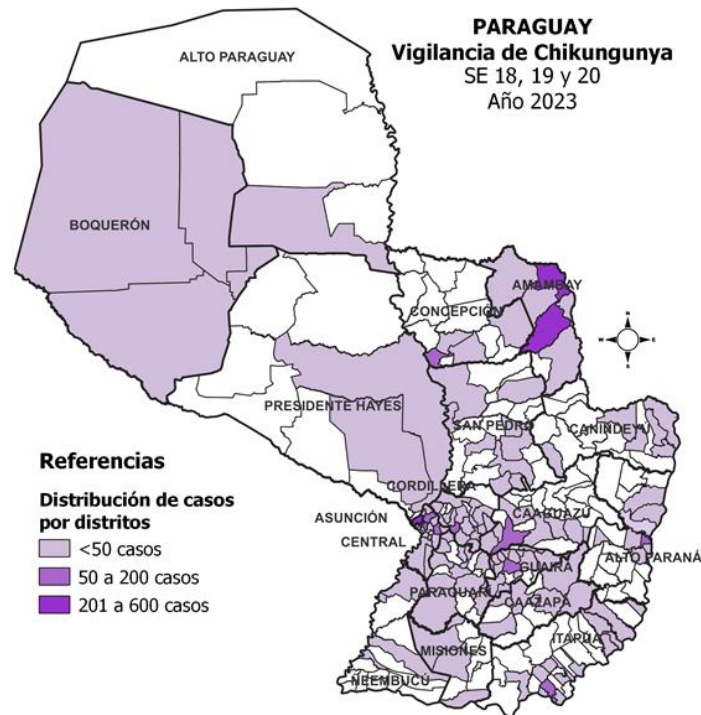 PARAGUAY
Vigilancia de Chikungunya
SE 18, 19 y 20
Año 2023
ALTO PARAGUAY
BOQUERÓN
AMAMBAY
CONCEPCIÓN
N
W E
S
PRESIDENTE HAYES
SAN PEDRO
CANINDEYÚ
Referencias
Distribución de casos
por distritos
<50 casos
50 a 200 casos
201 a 600 casos
CORDILLERA
ASUNCIÓN
CAAGUAZÚ
CENTRAL
ALTO PARANÁ
GUAIRÁ
PARAGUARÍ
CAAZAPÁ
ITAPÚA
MISIONES
ÑEEMBUCÚ